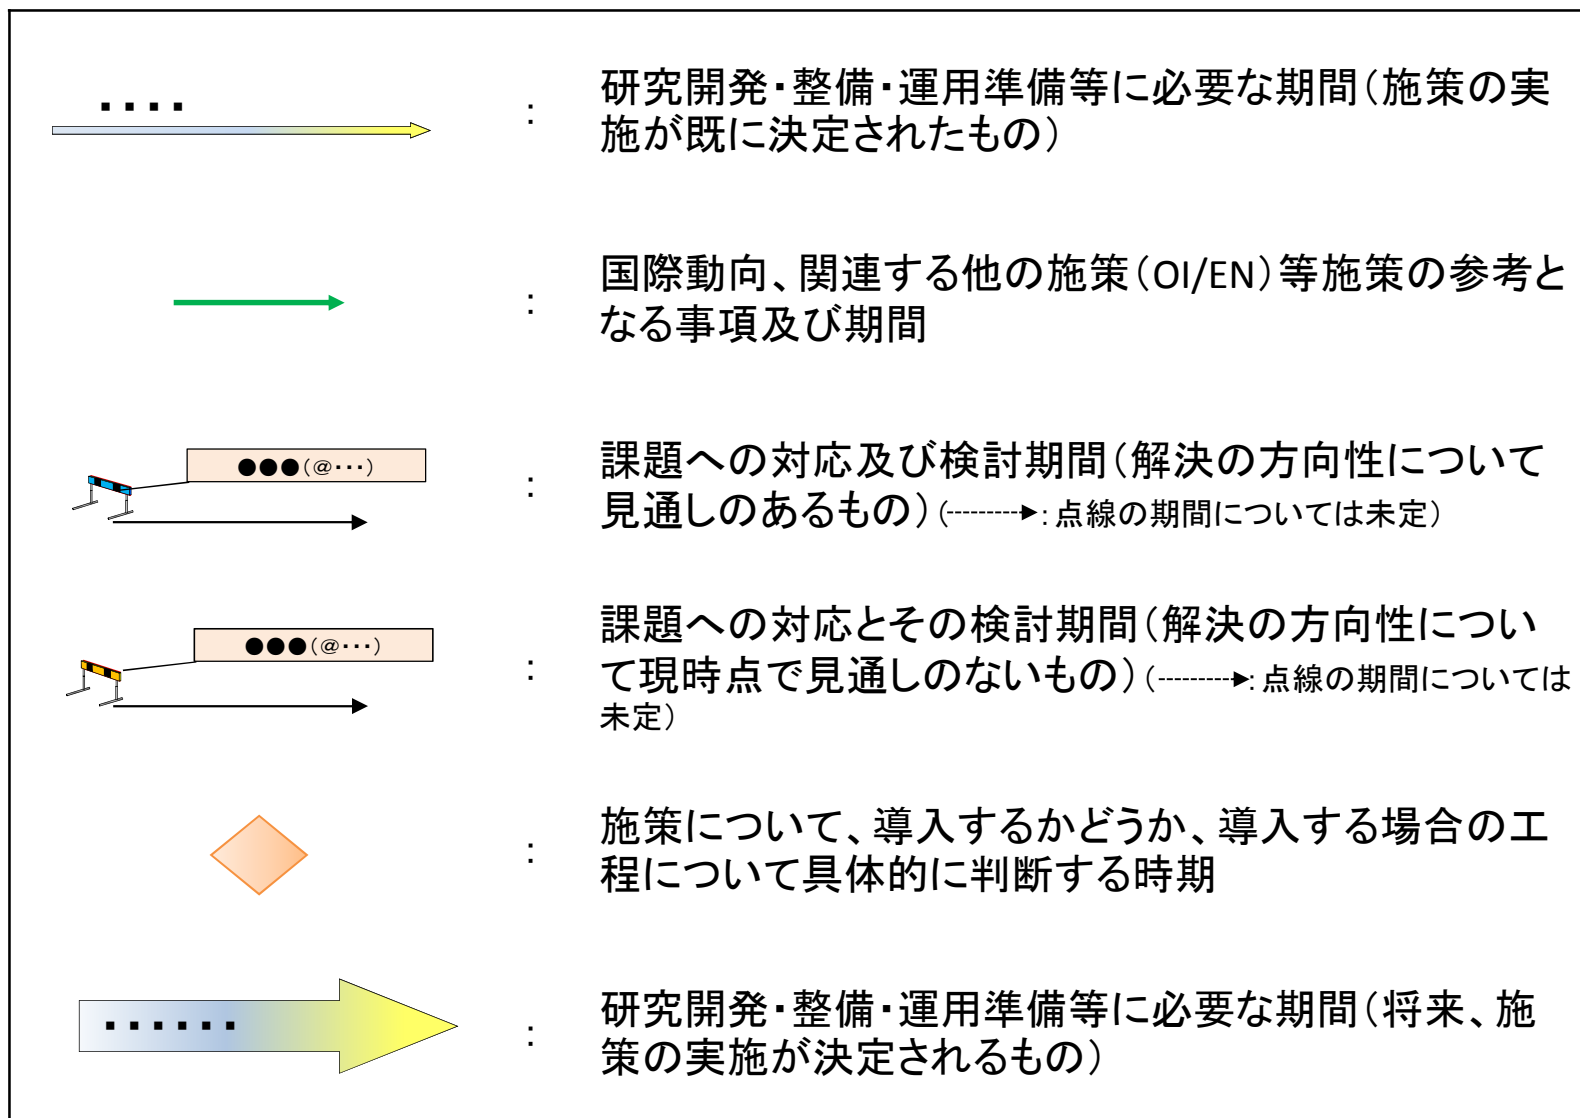 ････
: 研究開発・整備・運用準備等に必要な期間（施策の実
施が既に決定されたもの）
: 国際動向、関連する他の施策（OI/EN）等施策の参考と
なる事項及び期間
●●●（@･･･）
: 課題への対応及び検討期間（解決の方向性について
見通しのあるもの）（: 点線の期間については未定）
●●●（@･･･）
: 課題への対応とその検討期間（解決の方向性につい
て現時点で見通しのないもの）（: 点線の期間については
未定）
: 施策について、導入するかどうか、導入する場合の工
程について具体的に判断する時期
･･････
: 研究開発・整備・運用準備等に必要な期間（将来、施
策の実施が決定されるもの）